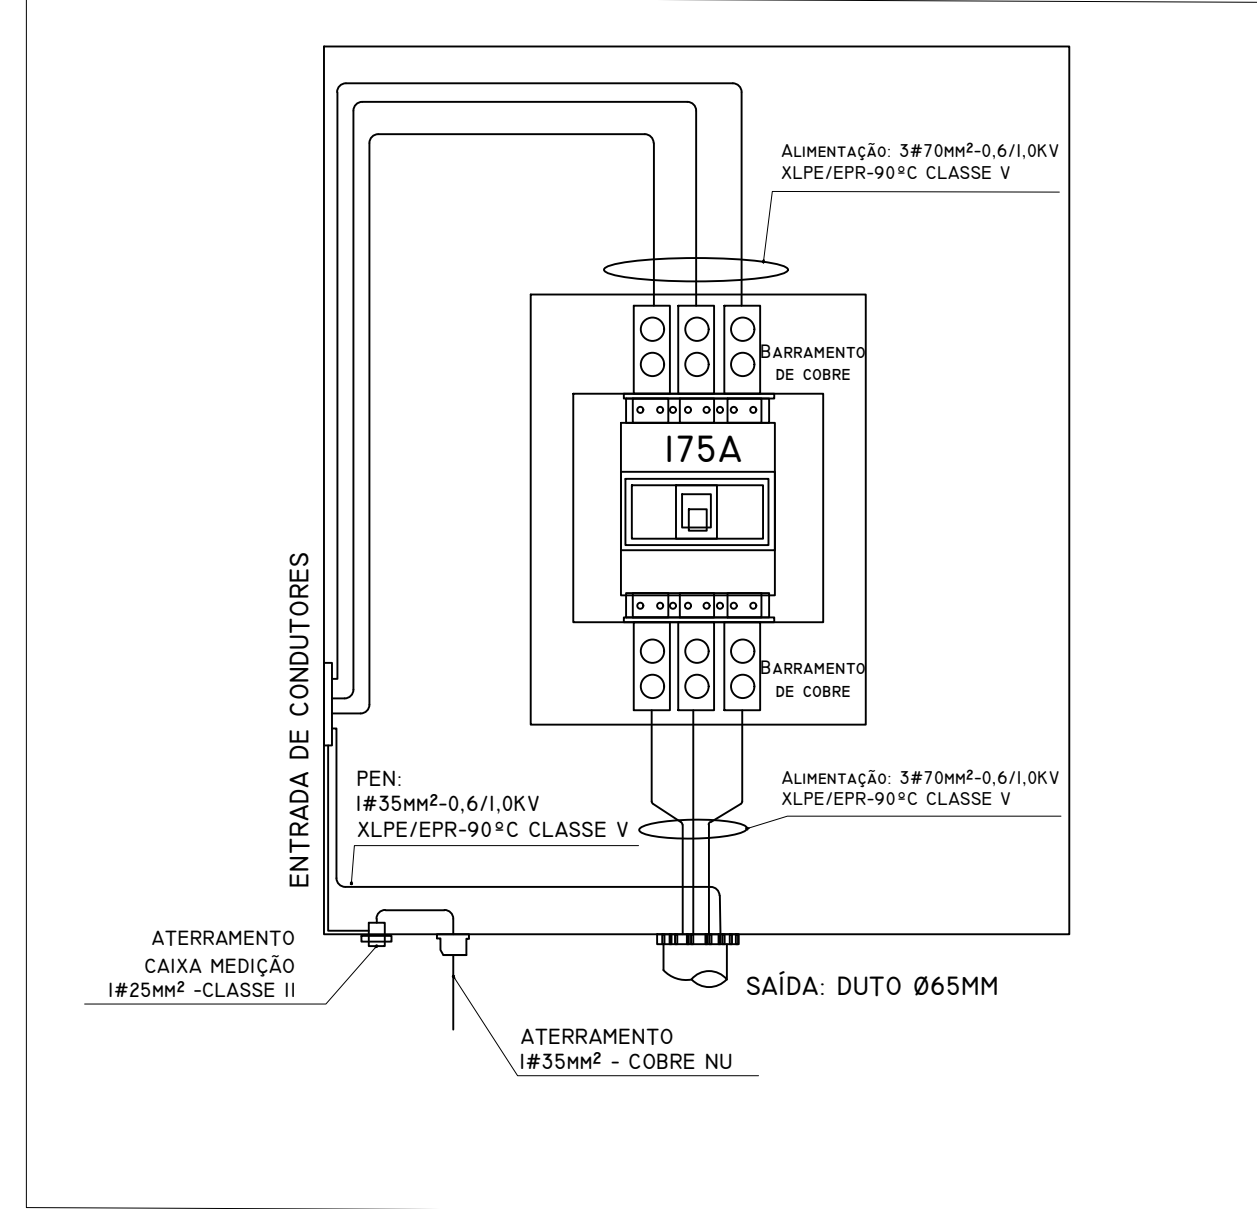 Alimentação: 3#70mm²-0,6/1,0KV
XLPE/EPR-90ºC CLASSE V
Barramento
de cobre
175A
Barramento
de cobre
ENTRADA DE CONDUTORES
PEN:
1#35mm²-0,6/1,0KV
XLPE/EPR-90ºC CLASSE V
Alimentação: 3#70mm²-0,6/1,0KV
XLPE/EPR-90ºC CLASSE V
ATERRAMENTO
CAIXA MEDIÇÃO
1#25mm² -CLASSE II
SAÍDA: DUTO Ø65MM
ATERRAMENTO
1#35mm² - COBRE NU